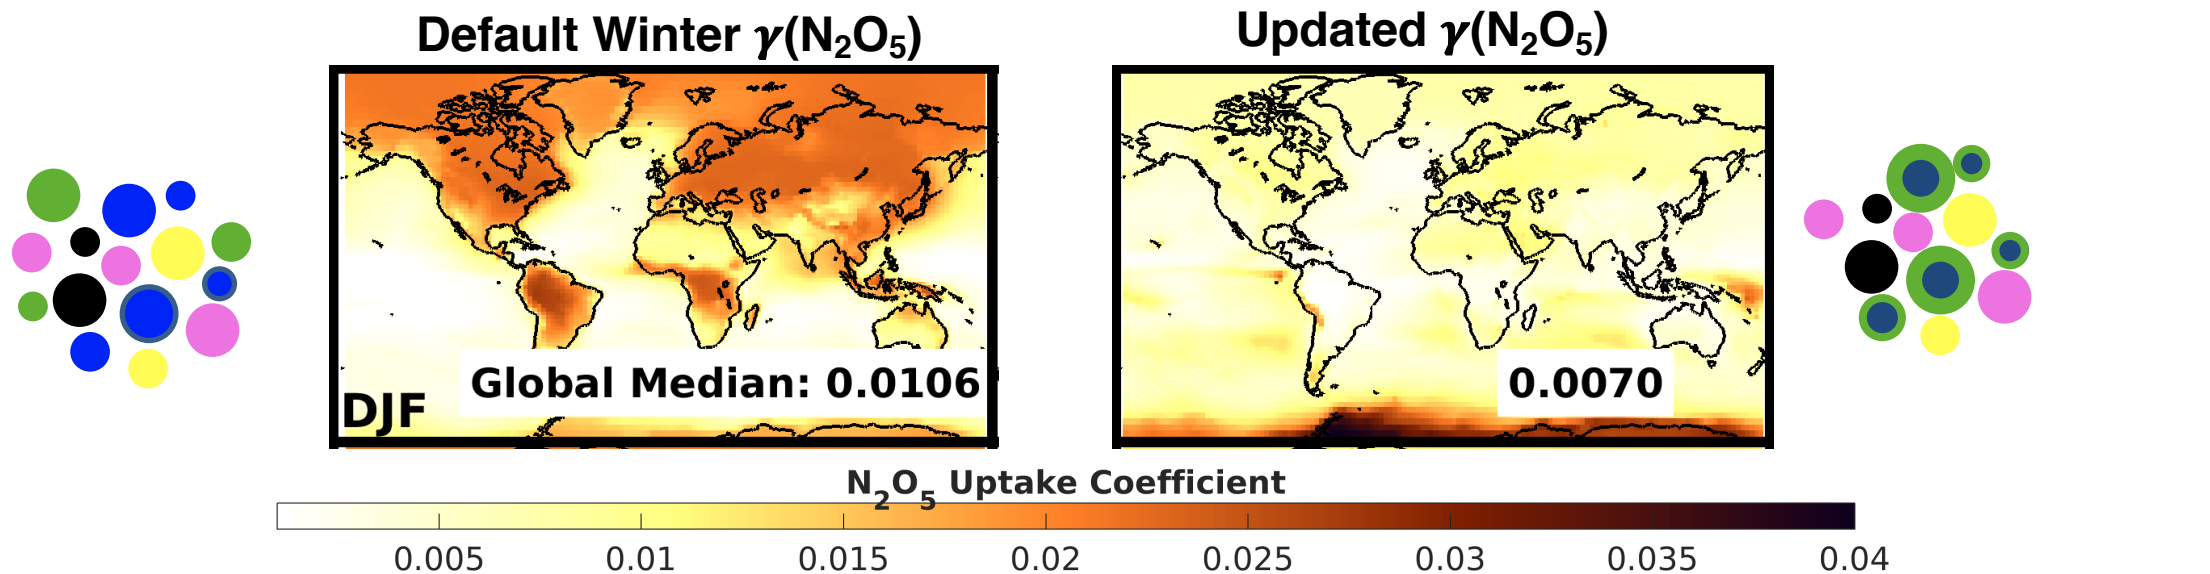 Default Winter γ(N₂O₅)
Updated γ(N₂O₅)
Global Median: 0.0106
DJF
0.0070
N₂O₅ Uptake Coefficient
0.005 0.01 0.015 0.02 0.025 0.03 0.035 0.04